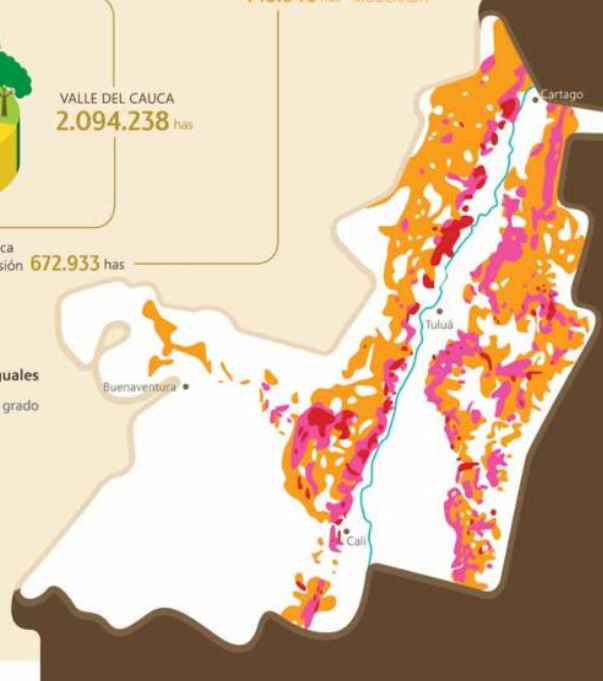 VALLE DEL CAUCA
2.094.238 has
Cartago
ca
sión 672.933 has
Tuluá
guales
Buenaventura
grado
Cali